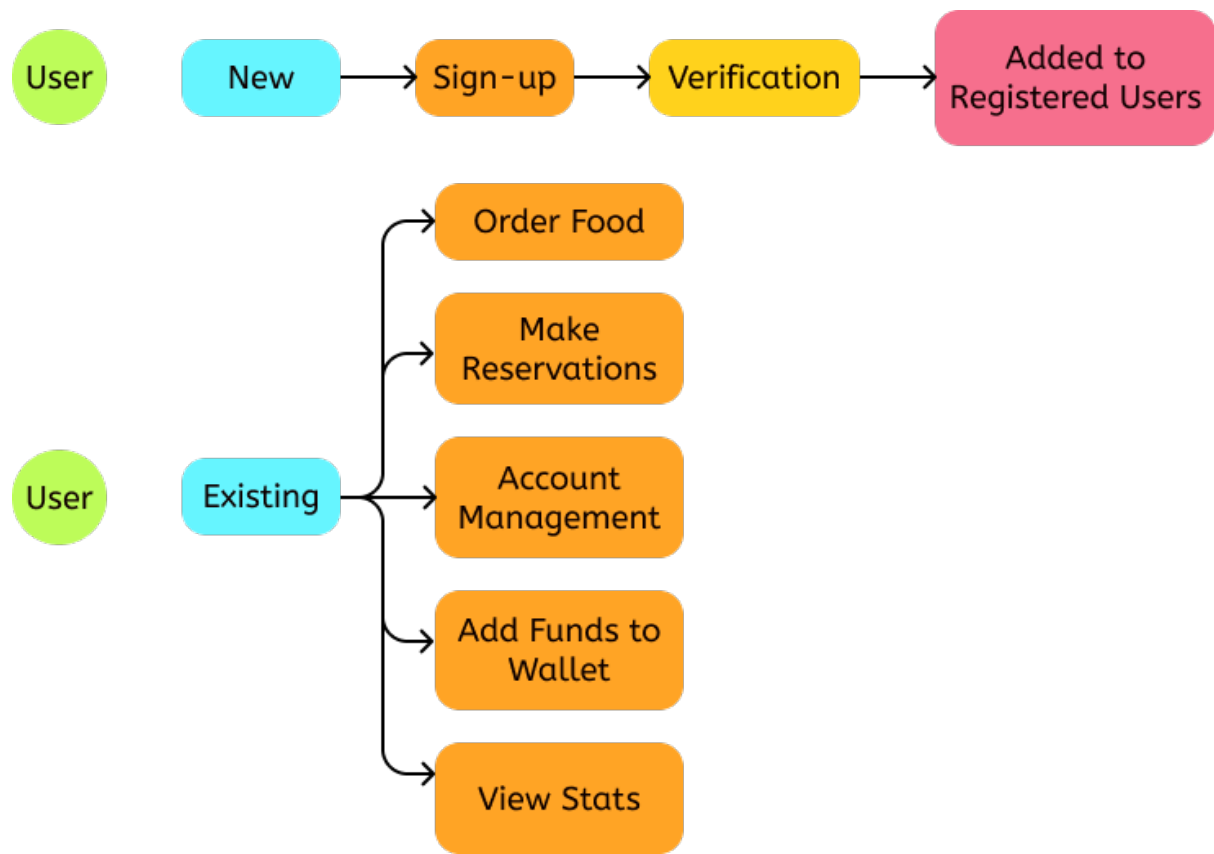 User
New
Sign-up
Verification
Added to
Registered Users
Order Food
Make
Reservations
User
Existing
Account
Management
Add Funds to
Wallet
View Stats